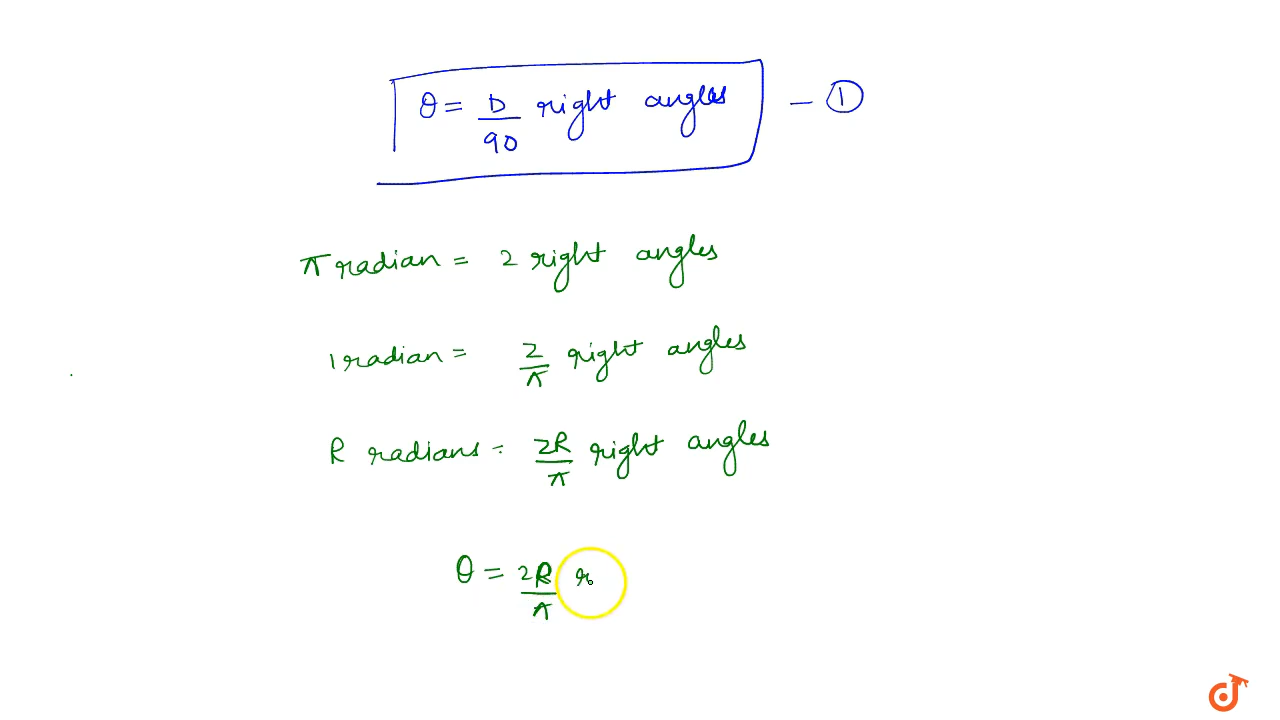 θ = D/90 right angles — ①
π radian = 2 right angles
1 radian = 2/π right angles
R radians = 2R/π right angles
θ = 2R/π r